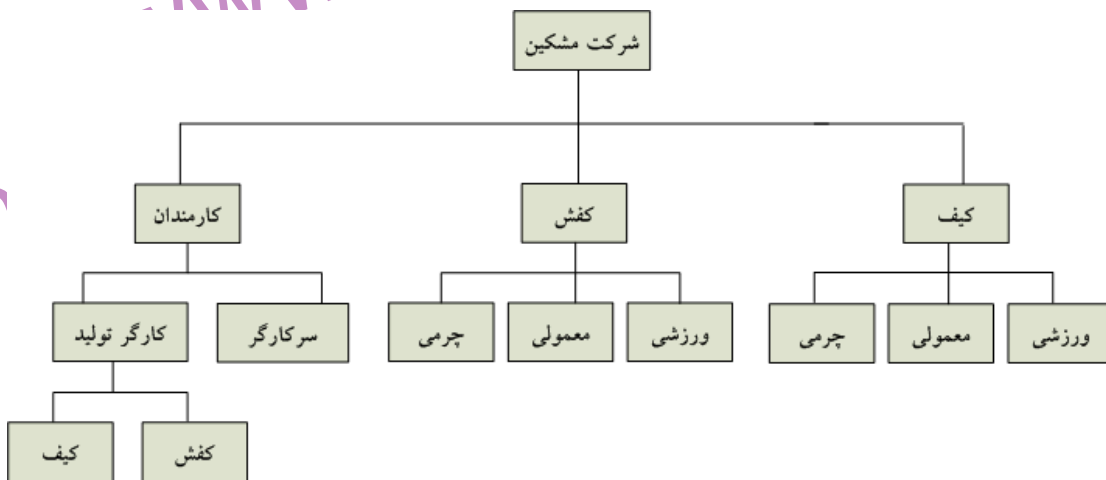 شرکت مشکین
کیف
کفش
کارمندان
ورزشی
معمولی
چرمی
ورزشی
معمولی
چرمی
سرکارگر
کارگر تولید
کفش
کیف